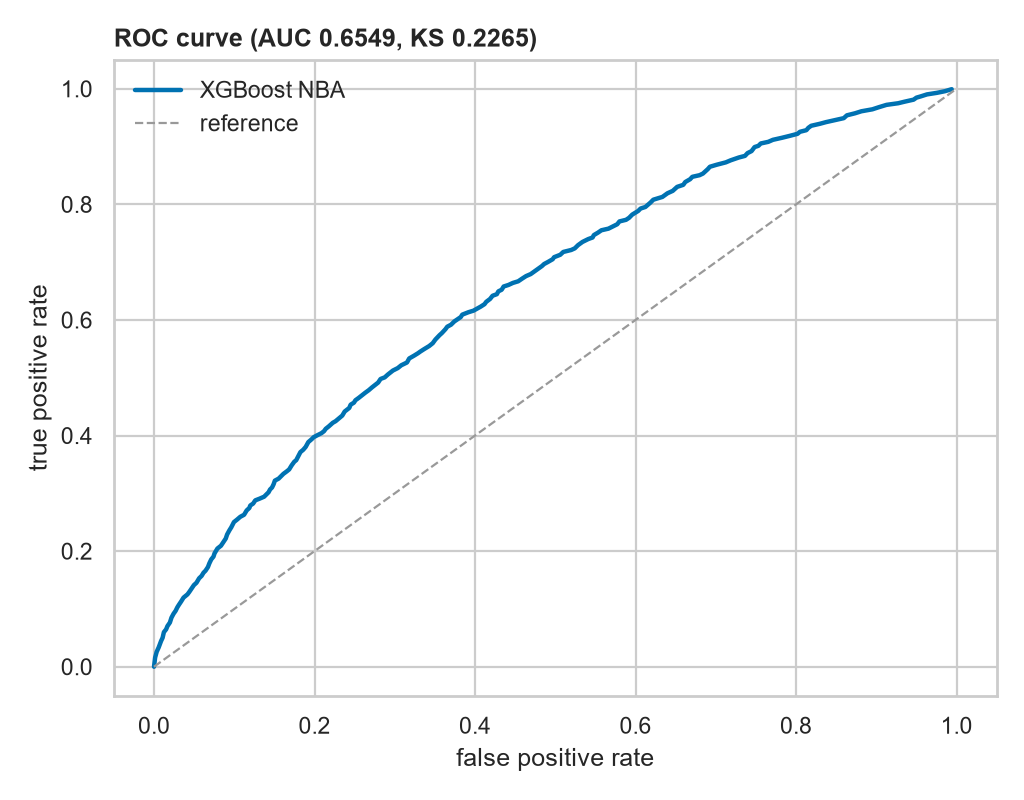 ROC curve (AUC 0.6549, KS 0.2265)
XGBoost NBA
reference
true positive rate
1.0
0.8
0.6
0.4
0.2
0.0
0.0 0.2 0.4 0.6 0.8 1.0
false positive rate